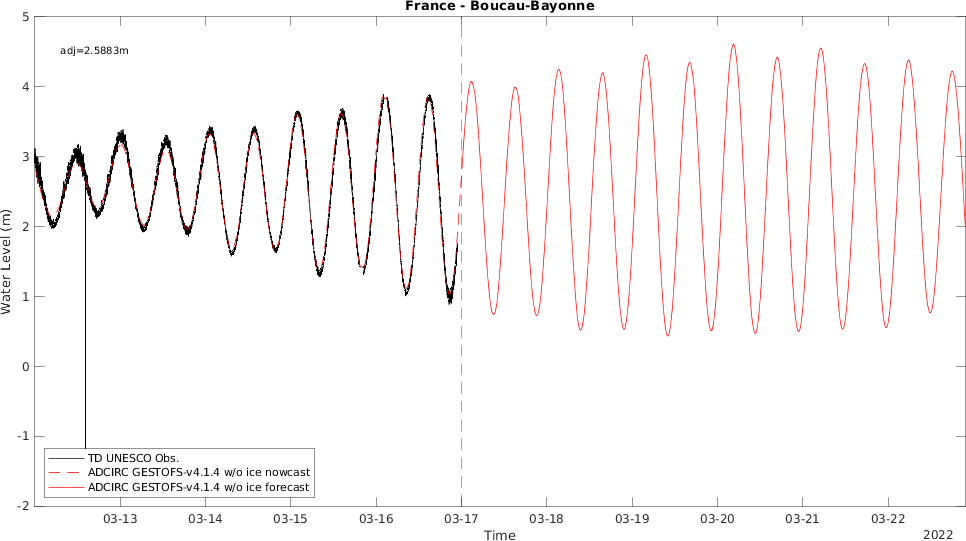 France - Boucau-Bayonne
adj=2.5883m
5
4
3
2
1
0
-1
-2
Water Level (m)
TD UNESCO Obs.
ADCIRC GESTOFS-v4.1.4 w/o ice nowcast
ADCIRC GESTOFS-v4.1.4 w/o ice forecast
03-13 03-14 03-15 03-16 03-17 03-18 03-19 03-20 03-21 03-22
Time
2022